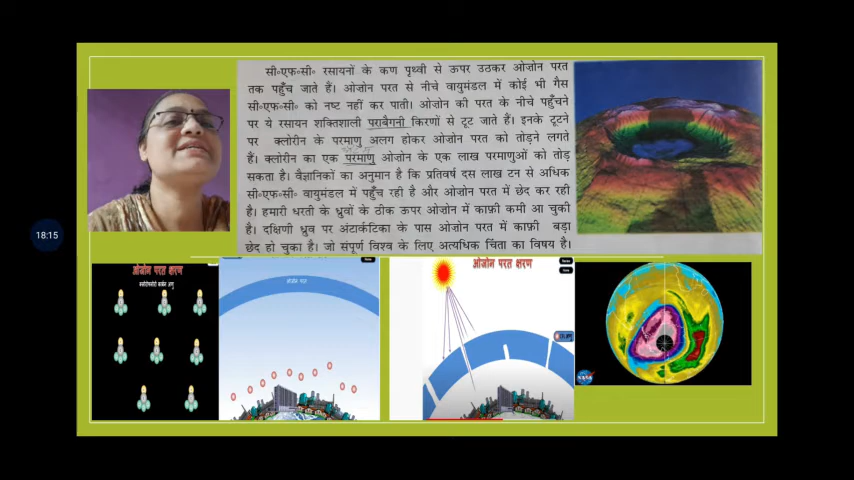 सी॰एफ॰सी॰ रसायनों के कण पृथ्वी से ऊपर उठकर ओज़ोन परत
तक पहुँच जाते हैं। ओज़ोन परत से नीचे वायुमंडल में कोई भी गैस
सी॰एफ॰सी॰ को नष्ट नहीं कर पाती। ओज़ोन की परत के नीचे पहुँचने
पर ये रसायन शक्तिशाली पराबैगनी किरणों से टूट जाते हैं। इनके टूटने
पर क्लोरीन के परमाणु अलग होकर ओज़ोन परत को तोड़ने लगते
हैं। क्लोरीन का एक परमाणु ओज़ोन के एक लाख परमाणुओं को तोड़
सकता है। वैज्ञानिकों का अनुमान है कि प्रतिवर्ष दस लाख टन से अधिक
सी॰एफ॰सी॰ वायुमंडल में पहुँच रही है और ओज़ोन परत में छेद कर रही
है। हमारी धरती के ध्रुवों के ठीक ऊपर ओज़ोन में काफ़ी कमी आ चुकी
है। दक्षिणी ध्रुव पर अंटार्कटिका के पास ओज़ोन परत में काफ़ी बड़ा
छेद हो चुका है। जो संपूर्ण विश्व के लिए अत्यधिक चिंता का विषय है।
18:15
ओज़ोन परत क्षरण
ओज़ोन परत
ओज़ोन परत क्षरण
NASA